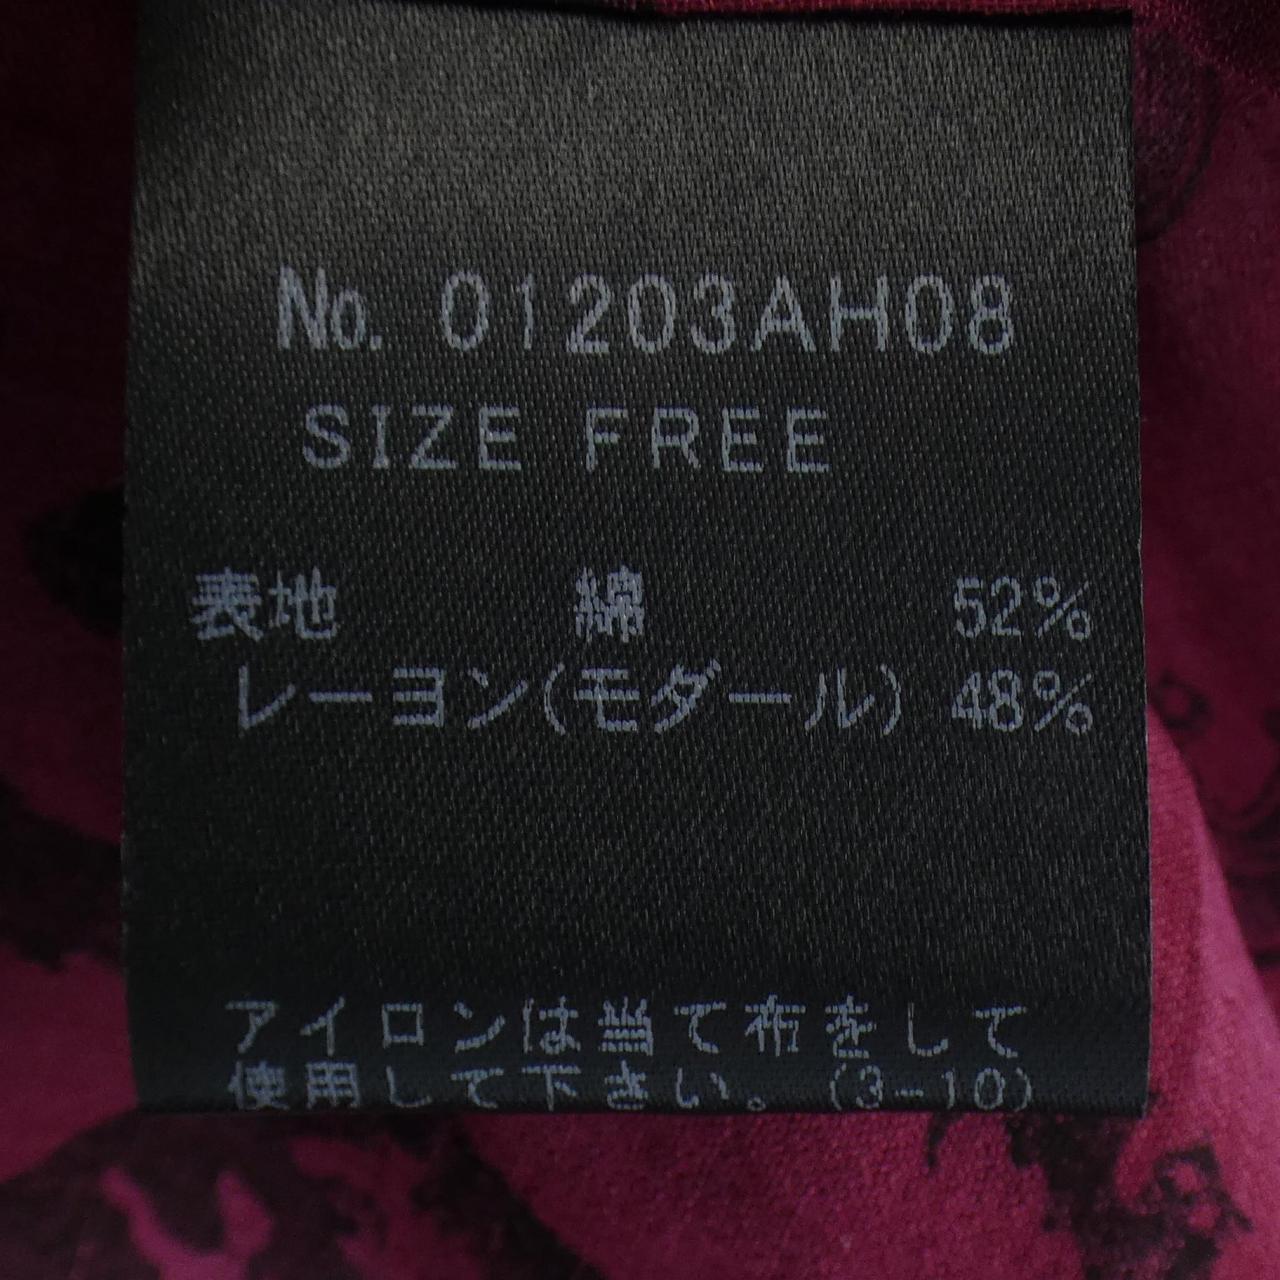 No. 01203AH08
SIZE FREE
表地 綿 52%
レーヨン(モダール) 48%
アイロンは当て布をして
使用して下さい。(3-10)